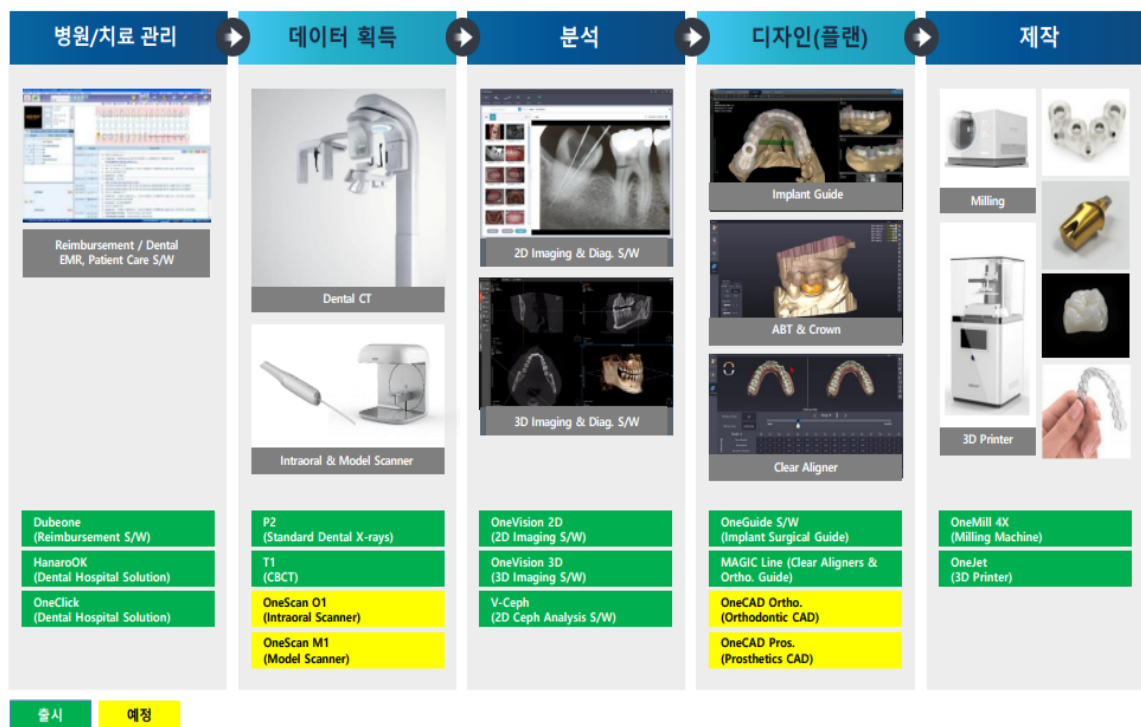 병원/치료 관리
데이터 획득
분석
디자인(플랜)
제작
Reimbursement / Dental
EMR, Patient Care S/W
Dental CT
Intraoral & Model Scanner
2D Imaging & Diag. S/W
3D Imaging & Diag. S/W
Implant Guide
ABT & Crown
Clear Aligner
Milling
3D Printer
Dubeone
(Reimbursement S/W)
HanaroOK
(Dental Hospital Solution)
OneClick
(Dental Hospital Solution)
P2
(Standard Dental X-rays)
T1
(CBCT)
OneScan O1
(Intraoral Scanner)
OneScan M1
(Model Scanner)
OneVision 2D
(2D Imaging S/W)
OneVision 3D
(3D Imaging S/W)
V-Ceph
(2D Ceph Analysis S/W)
OneGuide S/W
(Implant Surgical Guide)
MAGIC Line (Clear Aligners &
Ortho. Guide)
OneCAD Ortho.
(Orthodontic CAD)
OneCAD Pros.
(Prosthetics CAD)
OneMill 4X
(Milling Machine)
OneJet
(3D Printer)
출시
예정